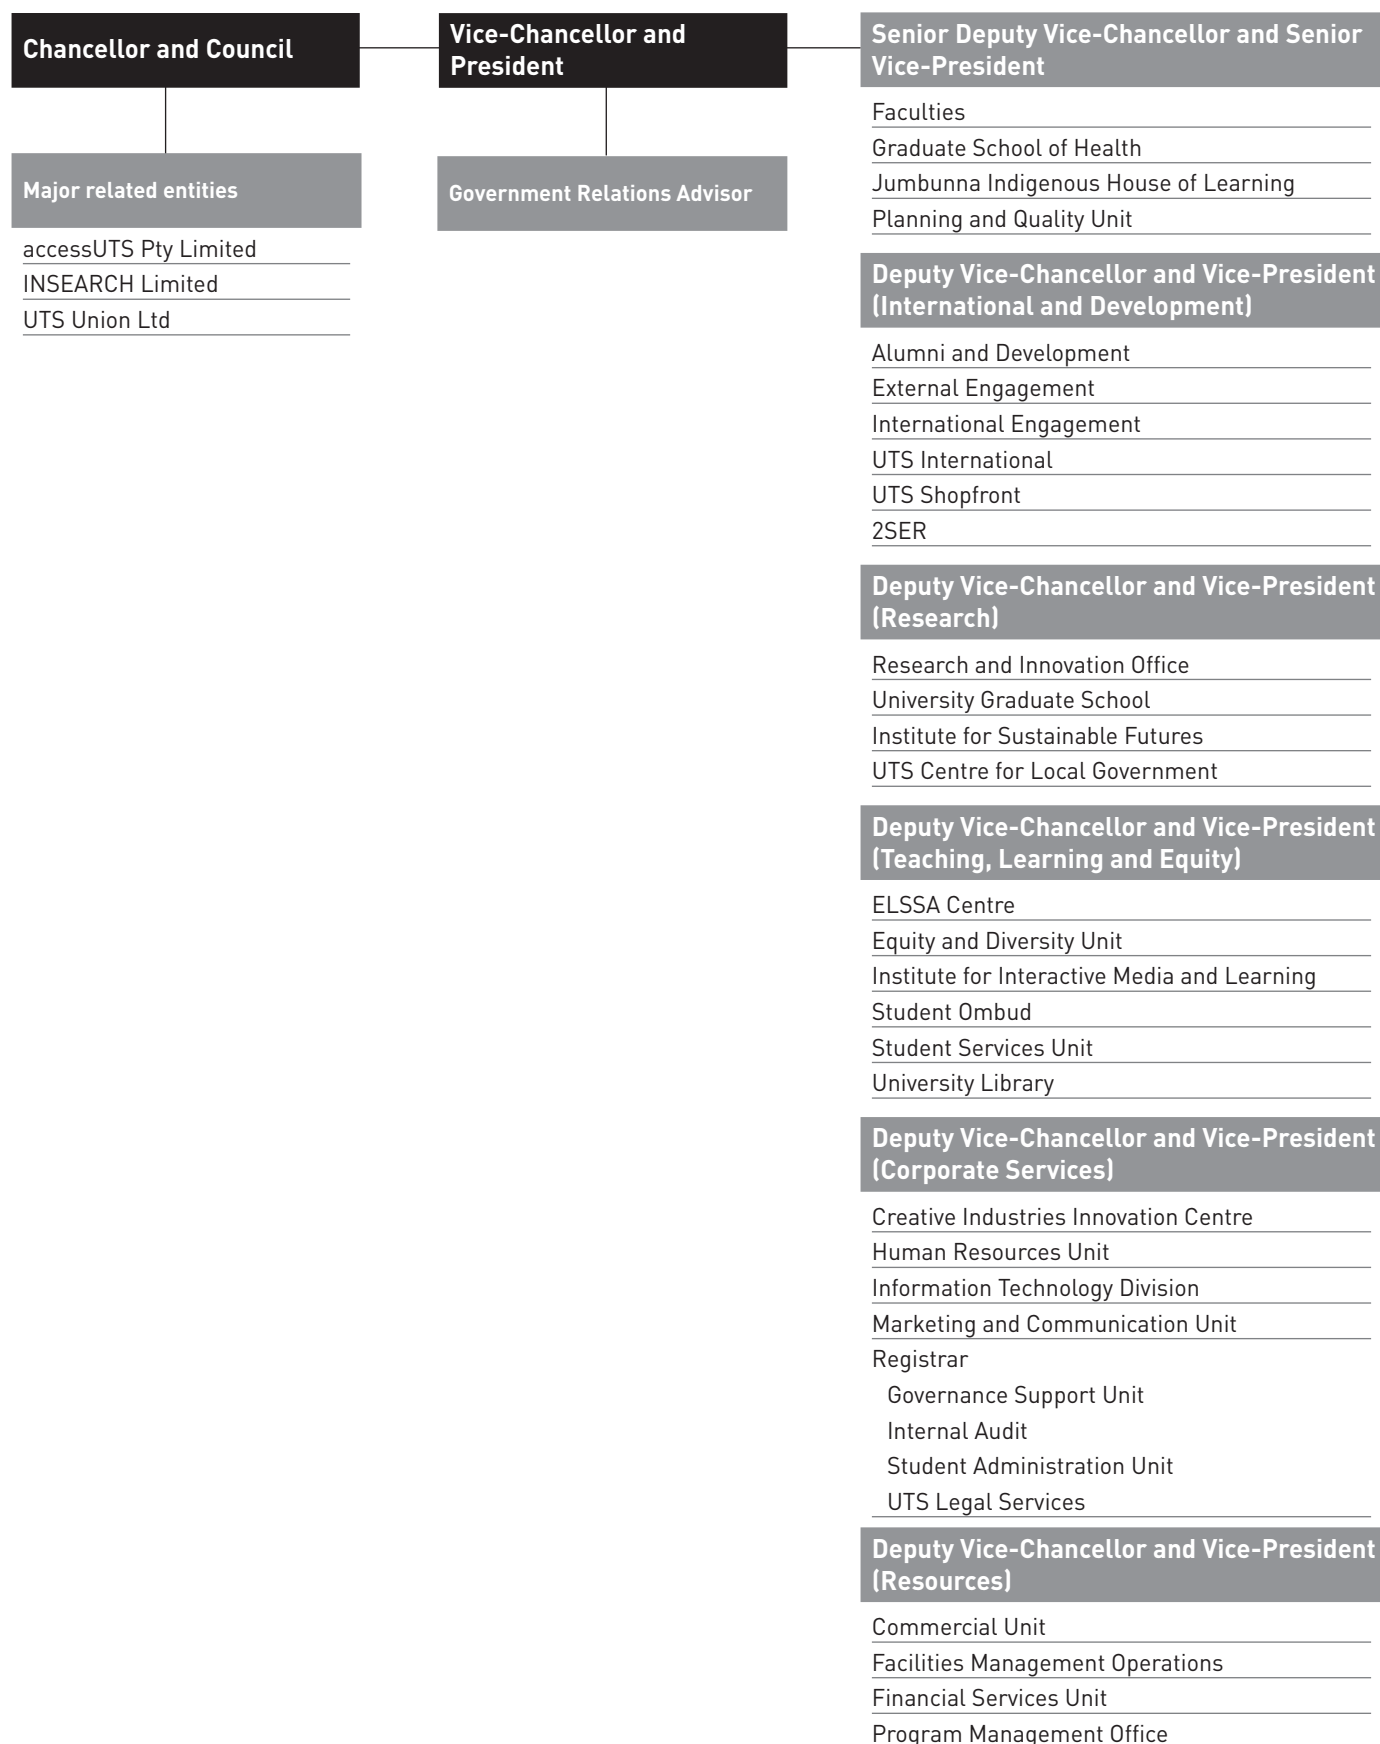 Chancellor and Council
Major related entities
accessUTS Pty Limited
INSEARCH Limited
UTS Union Ltd
Vice-Chancellor and
President
Government Relations Advisor
Senior Deputy Vice-Chancellor and Senior
Vice-President
Faculties
Graduate School of Health
Jumbunna Indigenous House of Learning
Planning and Quality Unit
Deputy Vice-Chancellor and Vice-President
(International and Development)
Alumni and Development
External Engagement
International Engagement
UTS International
UTS Shopfront
2SER
Deputy Vice-Chancellor and Vice-President
(Research)
Research and Innovation Office
University Graduate School
Institute for Sustainable Futures
UTS Centre for Local Government
Deputy Vice-Chancellor and Vice-President
(Teaching, Learning and Equity)
ELSSA Centre
Equity and Diversity Unit
Institute for Interactive Media and Learning
Student Ombud
Student Services Unit
University Library
Deputy Vice-Chancellor and Vice-President
(Corporate Services)
Creative Industries Innovation Centre
Human Resources Unit
Information Technology Division
Marketing and Communication Unit
Registrar
Governance Support Unit
Internal Audit
Student Administration Unit
UTS Legal Services
Deputy Vice-Chancellor and Vice-President
(Resources)
Commercial Unit
Facilities Management Operations
Financial Services Unit
Program Management Office